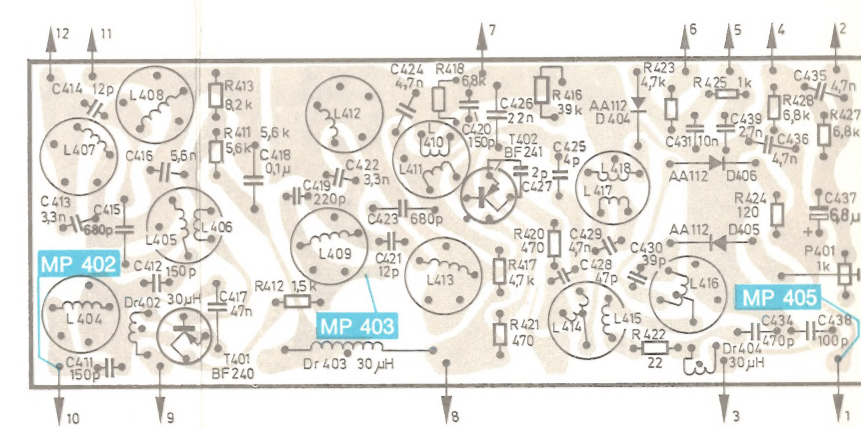 12 11 7 6 5 4 2
C414 12p
L408
R413
8,2k
R411
5,6k
5,6k
C418
0,1µ
L412
C424
4,7n
R418
6,8k
C420
150p
C426
22n
R416
39k
R423
4,7k
AA112
D404
R425 1k
C435
4,7n
R428
6,8k
R427
6,8k
C431 10n
C439
2,7n
C436
4,7n
L407
C416 5,6n
C422
3,3n
L410
L411
T402
BF241
2p
C427
C425
4p
L418
L417
AA112 D406
C413
3,3n
680p
C415
L405
L406
C419
220p
C423 680p
R424
120
C437
6,8µ
+
MP 402
C412 150p
L409
C421
12p
L413
R420
470
C429
47n
R417
4,7k
C428
47p
C430
39p
AA112 D405
P401
1k
L416
MP 405
L404
Dr402 30µH
C417
47n
R412 1,5k
MP 403
R421
470
L414
L415
R422
22
C434
470p
C438
100p
C411
150p
T401
BF240
Dr403 30µH
Dr404
30µH
10 9 8 3 1